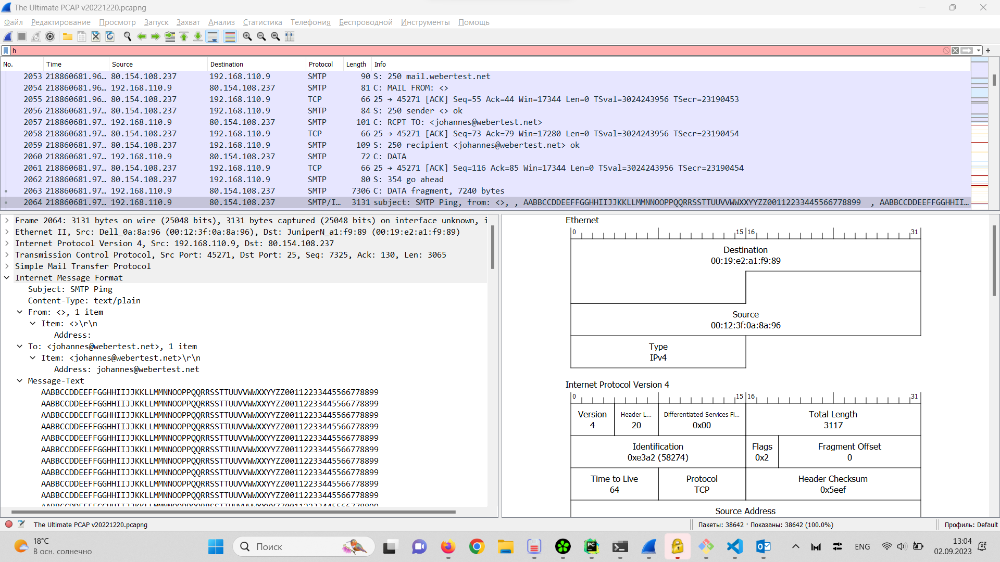 The Ultimate PCAP v20221220.pcapng
Файл Редактирование Просмотр Запуск Захват Анализ Статистика Телефония Беспроводной Инструменты Помощь
h
No. Time Source Destination Protocol Length Info
2053 218860681.96… 80.154.108.237 192.168.110.9 SMTP 90 S: 250 mail.webertest.net
2054 218860681.96… 192.168.110.9 80.154.108.237 SMTP 81 C: MAIL FROM: <>
2055 218860681.96… 80.154.108.237 192.168.110.9 TCP 66 25 → 45271 [ACK] Seq=55 Ack=44 Win=17344 Len=0 TSval=3024243956 TSecr=23190453
2056 218860681.97… 80.154.108.237 192.168.110.9 SMTP 84 S: 250 sender <> ok
2057 218860681.97… 192.168.110.9 80.154.108.237 SMTP 101 C: RCPT TO: <johannes@webertest.net>
2058 218860681.97… 80.154.108.237 192.168.110.9 TCP 66 25 → 45271 [ACK] Seq=73 Ack=79 Win=17280 Len=0 TSval=3024243956 TSecr=23190454
2059 218860681.97… 80.154.108.237 192.168.110.9 SMTP 109 S: 250 recipient <johannes@webertest.net> ok
2060 218860681.97… 192.168.110.9 80.154.108.237 SMTP 72 C: DATA
2061 218860681.97… 80.154.108.237 192.168.110.9 TCP 66 25 → 45271 [ACK] Seq=116 Ack=85 Win=17344 Len=0 TSval=3024243956 TSecr=23190454
2062 218860681.97… 80.154.108.237 192.168.110.9 SMTP 80 S: 354 go ahead
2063 218860681.97… 192.168.110.9 80.154.108.237 SMTP 7306 C: DATA fragment, 7240 bytes
2064 218860681.97… 192.168.110.9 80.154.108.237 SMTP/I… 3131 subject: SMTP Ping, from: <>, , AABBCCDDEEFFGGHHIIJJKKLLMMNNOOPPQQRRSSTTUUVVWWXXYYZZ00112233445566778899 , AABBCCDDEEFFGGHHII…
Frame 2064: 3131 bytes on wire (25048 bits), 3131 bytes captured (25048 bits) on interface unknown, i
Ethernet II, Src: Dell_0a:8a:96 (00:12:3f:0a:8a:96), Dst: JuniperN_a1:f9:89 (00:19:e2:a1:f9:89)
Internet Protocol Version 4, Src: 192.168.110.9, Dst: 80.154.108.237
Transmission Control Protocol, Src Port: 45271, Dst Port: 25, Seq: 7325, Ack: 130, Len: 3065
Simple Mail Transfer Protocol
Internet Message Format
Subject: SMTP Ping
Content-Type: text/plain
From: <>, 1 item
Item: <>\r\n
Address:
To: <johannes@webertest.net>, 1 item
Item: <johannes@webertest.net>\r\n
Address: johannes@webertest.net
Message-Text
AABBCCDDEEFFGGHHIIJJKKLLMMNNOOPPQQRRSSTTUUVVWWXXYYZZ00112233445566778899
AABBCCDDEEFFGGHHIIJJKKLLMMNNOOPPQQRRSSTTUUVVWWXXYYZZ00112233445566778899
AABBCCDDEEFFGGHHIIJJKKLLMMNNOOPPQQRRSSTTUUVVWWXXYYZZ00112233445566778899
AABBCCDDEEFFGGHHIIJJKKLLMMNNOOPPQQRRSSTTUUVVWWXXYYZZ00112233445566778899
AABBCCDDEEFFGGHHIIJJKKLLMMNNOOPPQQRRSSTTUUVVWWXXYYZZ00112233445566778899
AABBCCDDEEFFGGHHIIJJKKLLMMNNOOPPQQRRSSTTUUVVWWXXYYZZ00112233445566778899
AABBCCDDEEFFGGHHIIJJKKLLMMNNOOPPQQRRSSTTUUVVWWXXYYZZ00112233445566778899
AABBCCDDEEFFGGHHIIJJKKLLMMNNOOPPQQRRSSTTUUVVWWXXYYZZ00112233445566778899
AABBCCDDEEFFGGHHIIJJKKLLMMNNOOPPQQRRSSTTUUVVWWXXYYZZ00112233445566778899
AABBCCDDEEFFGGHHIIJJKKLLMMNNOOPPQQRRSSTTUUVVWWXXYYZZ00112233445566778899
AABBCCDDEEFFGGHHIIJJKKLLMMNNOOPPQQRRSSTTUUVVWWXXYYZZ00112233445566778899
Ethernet
0 15 16 31
Destination
00:19:e2:a1:f9:89
Source
00:12:3f:0a:8a:96
Type
IPv4
Internet Protocol Version 4
0 15 16 31
Version Header L… Differentiated Services Fi… Total Length
4 20 0x00 3117
Identification Flags Fragment Offset
0xe3a2 (58274) 0x2 0
Time to Live Protocol Header Checksum
64 TCP 0x5eef
Source Address
The Ultimate PCAP v20221220.pcapng
Пакеты: 38642 · Показаны: 38642 (100.0%)
Профиль: Default
18°C
В осн. солнечно
Поиск
PC
ENG
13:04
02.09.2023